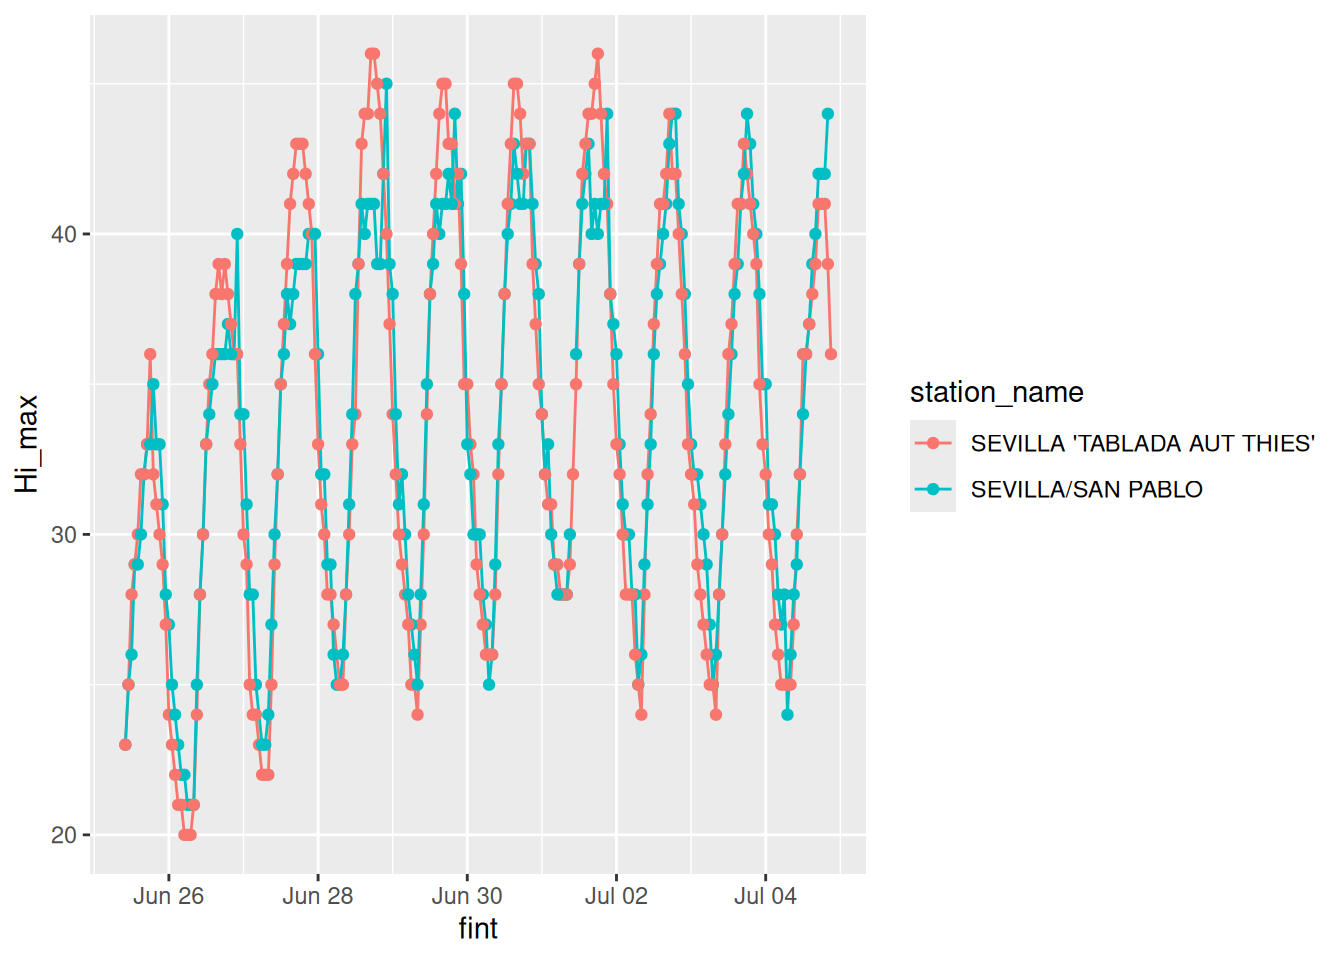 Hi_max
40
30
20
Jun 26
Jun 28
Jun 30
Jul 02
Jul 04
fint
station_name
SEVILLA 'TABLADA AUT THIES'
SEVILLA/SAN PABLO